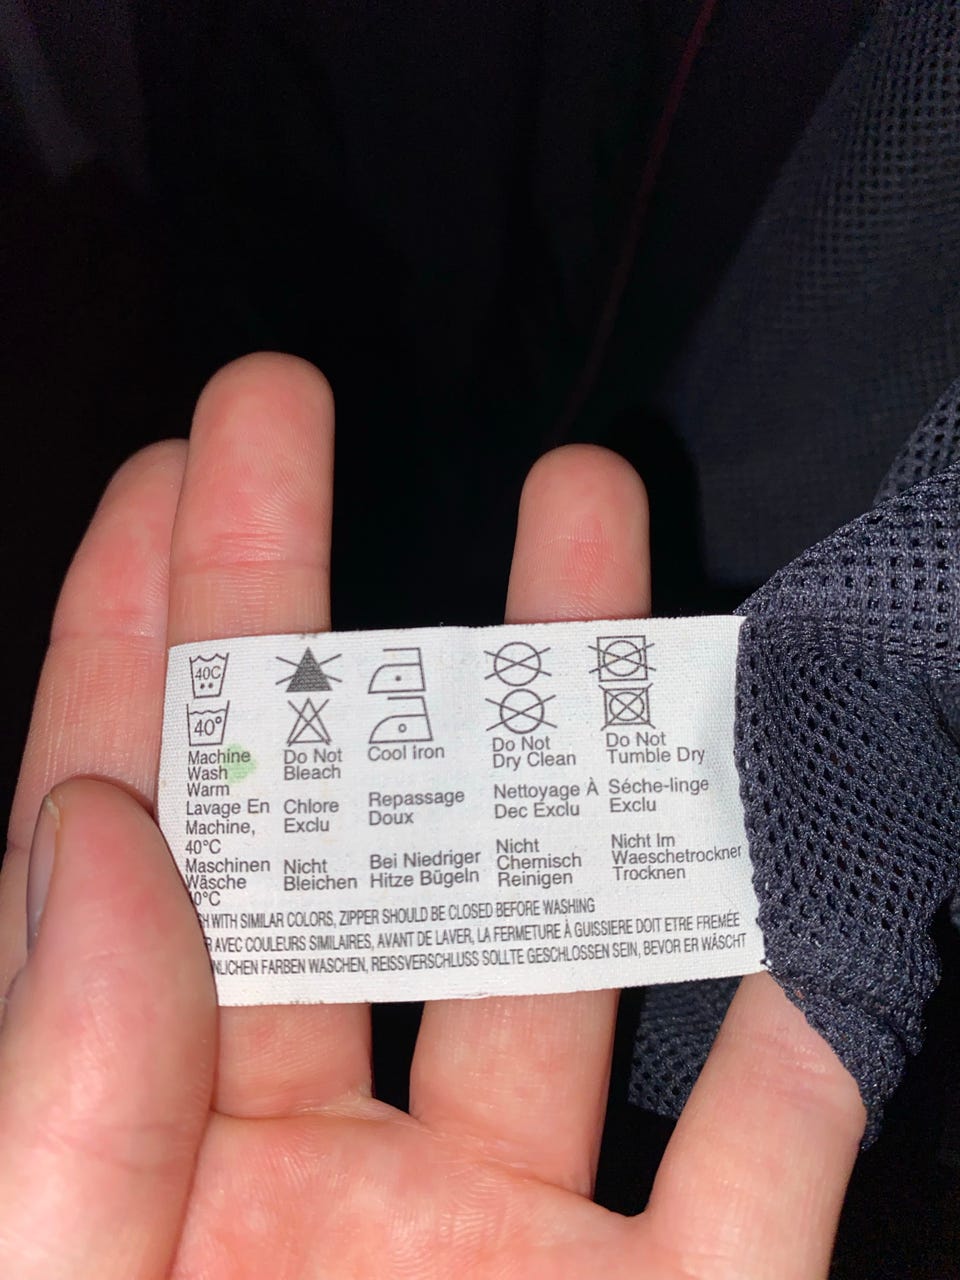 40C
40°
Machine
Wash
Warm
Lavage En
Machine,
40°C
Maschinen
Wäsche
0°C
Do Not
Bleach
Chlore
Exclu
Nicht
Bleichen
Cool Iron
Repassage
Doux
Bei Niedriger
Hitze Bügeln
Do Not
Dry Clean
Nettoyage À
Dec Exclu
Nicht
Chemisch
Reinigen
Do Not
Tumble Dry
Séche-linge
Exclu
Nicht Im
Waeschetrockner
Trocknen
WITH SIMILAR COLORS, ZIPPER SHOULD BE CLOSED BEFORE WASHING
AVEC COULEURS SIMILAIRES, AVANT DE LAVER, LA FERMETURE À GUISSIERE DOIT ETRE FREMÉE
NLICHEN FARBEN WASCHEN, REISSVERSCHLUSS SOLLTE GESCHLOSSEN SEIN, BEVOR ER WÄSCHT